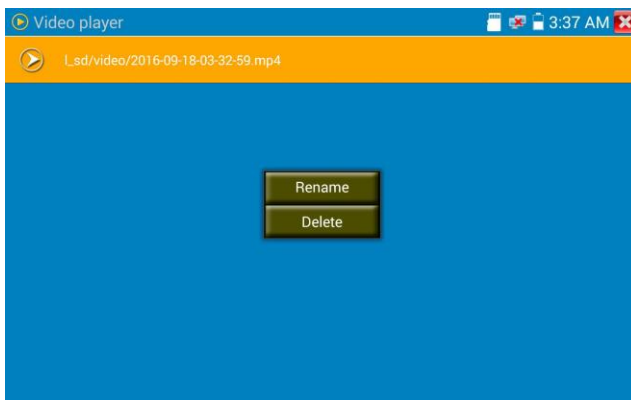 Video player
3:37 AM
l_sd/video/2016-09-18-03-32-59.mp4
Rename
Delete